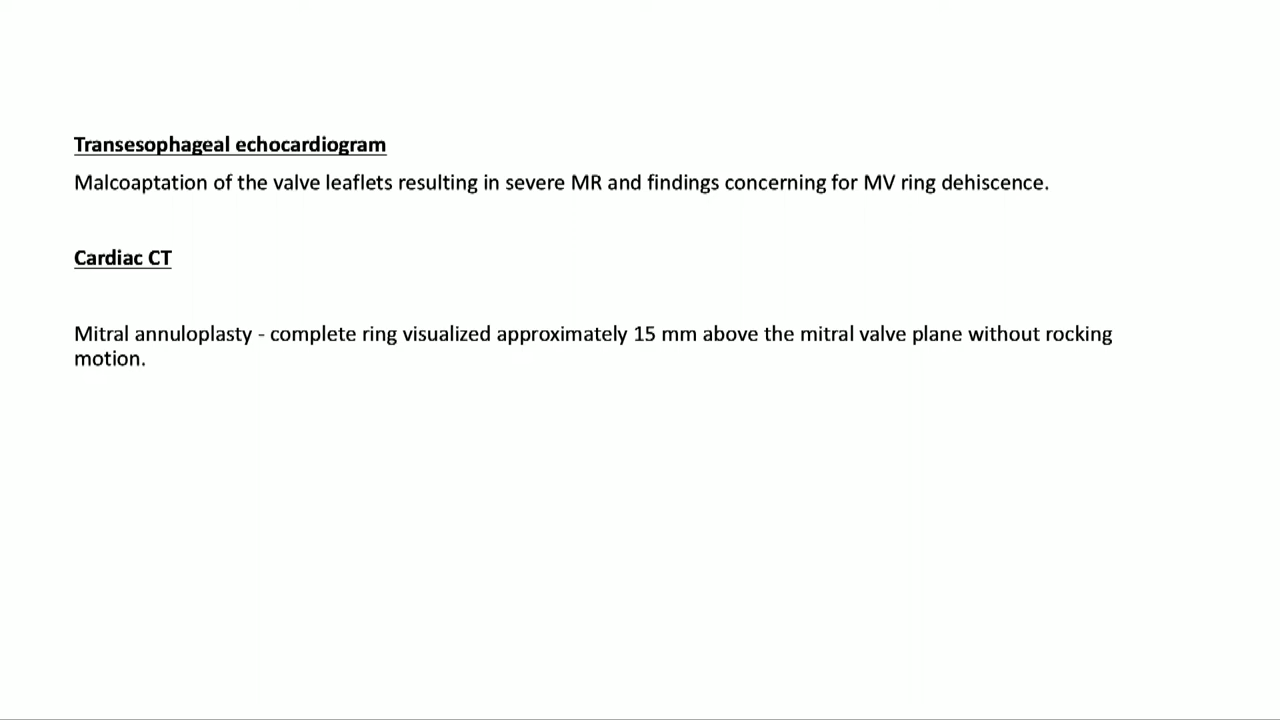 Transesophageal echocardiogram
Malcoaptation of the valve leaflets resulting in severe MR and findings concerning for MV ring dehiscence.
Cardiac CT
Mitral annuloplasty - complete ring visualized approximately 15 mm above the mitral valve plane without rocking
motion.